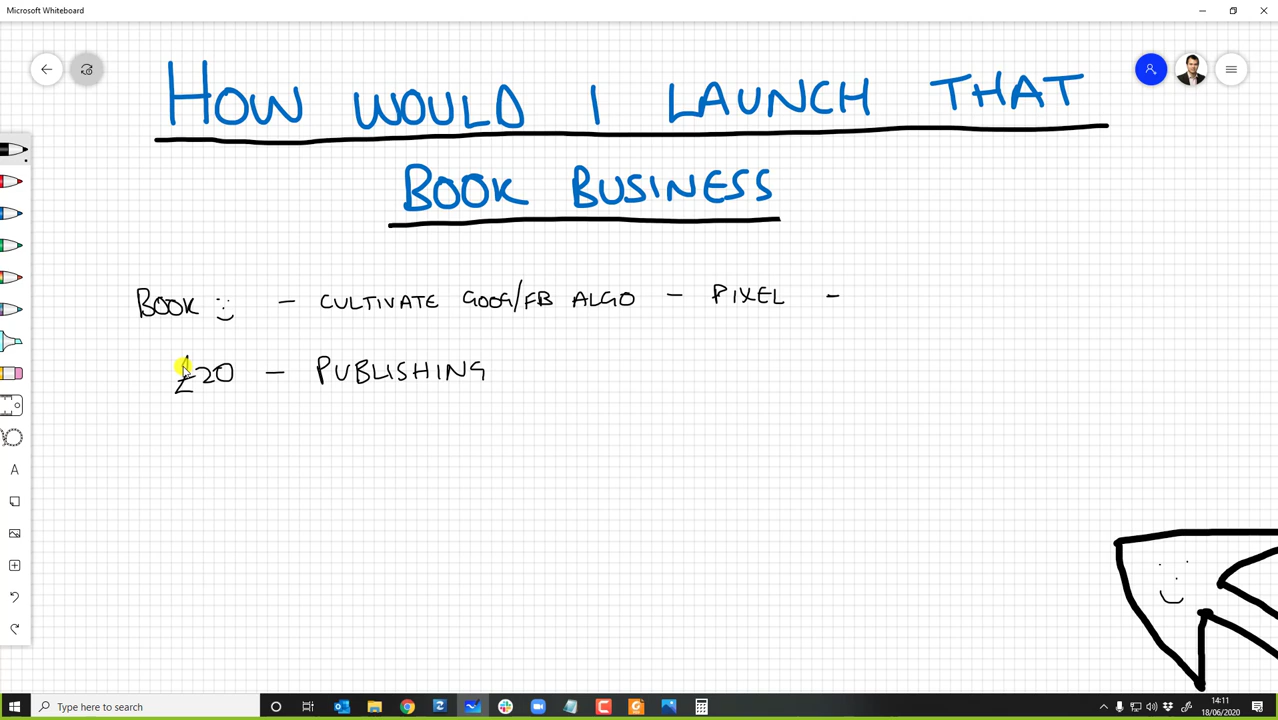 Microsoft Whiteboard
HOW WOULD I LAUNCH THAT
BOOK BUSINESS
BOOK : - CULTIVATE GOOG/FB ALGO - PIXEL -
£20 - PUBLISHING
A
Type here to search
14:11
18/06/2020